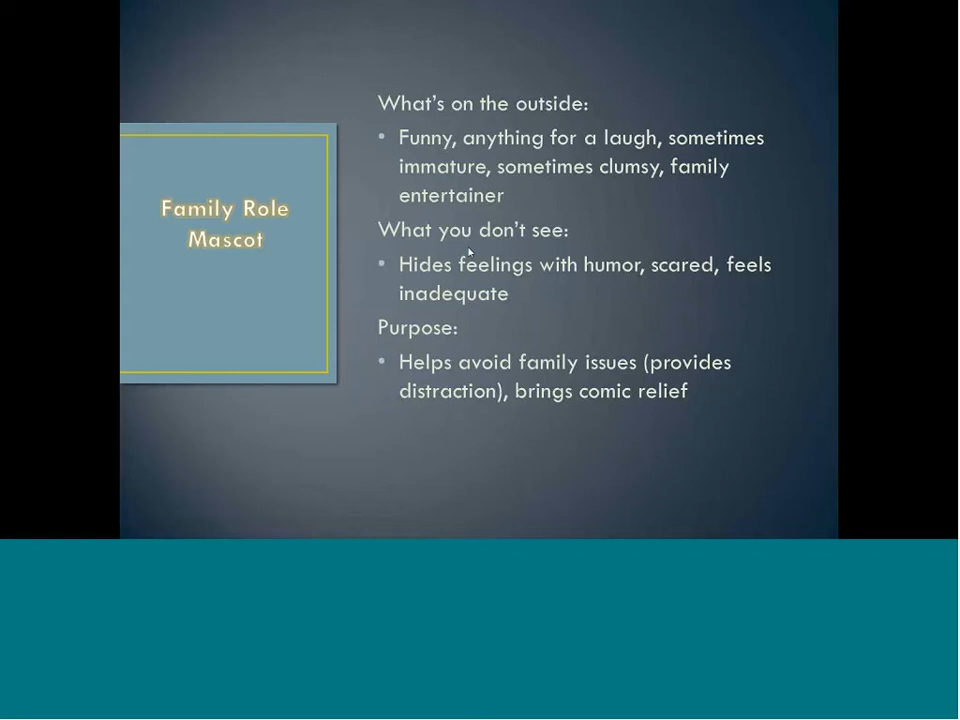 Family Role
Mascot
What's on the outside:
• Funny, anything for a laugh, sometimes
immature, sometimes clumsy, family
entertainer
What you don't see:
• Hides feelings with humor, scared, feels
inadequate
Purpose:
• Helps avoid family issues (provides
distraction), brings comic relief